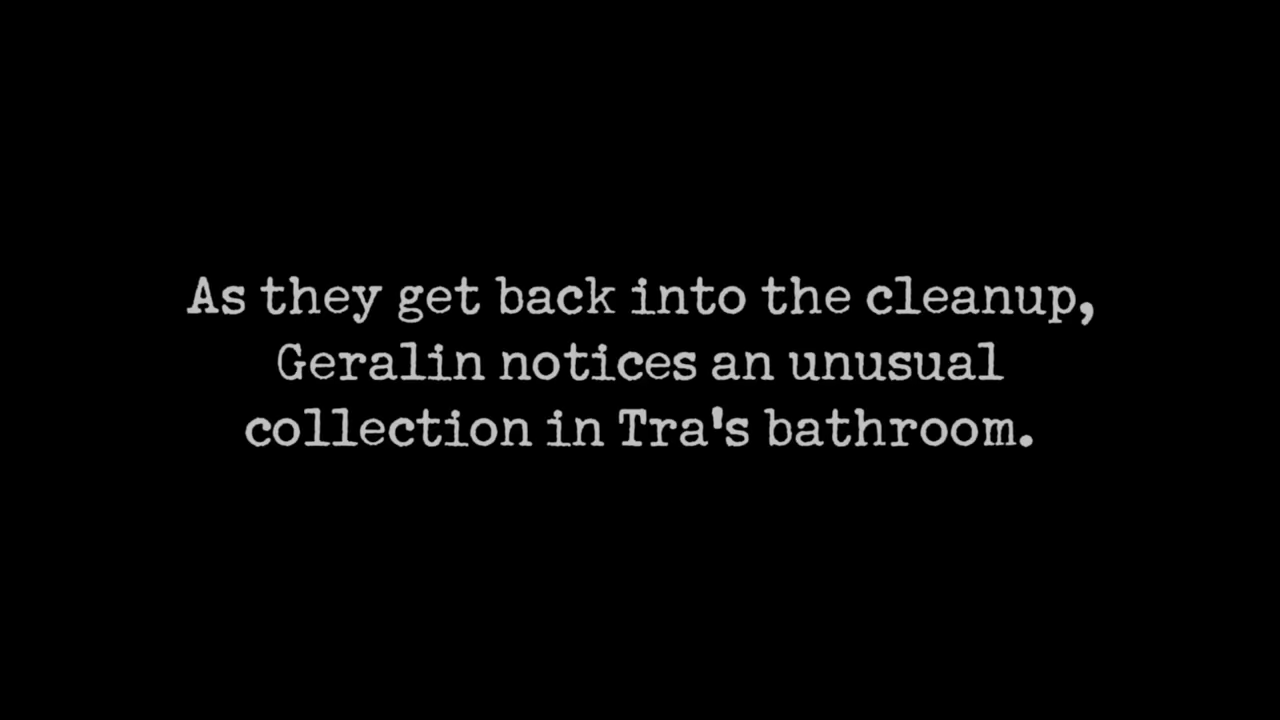 As they get back into the cleanup,
Geralin notices an unusual
collection in Tra's bathroom.